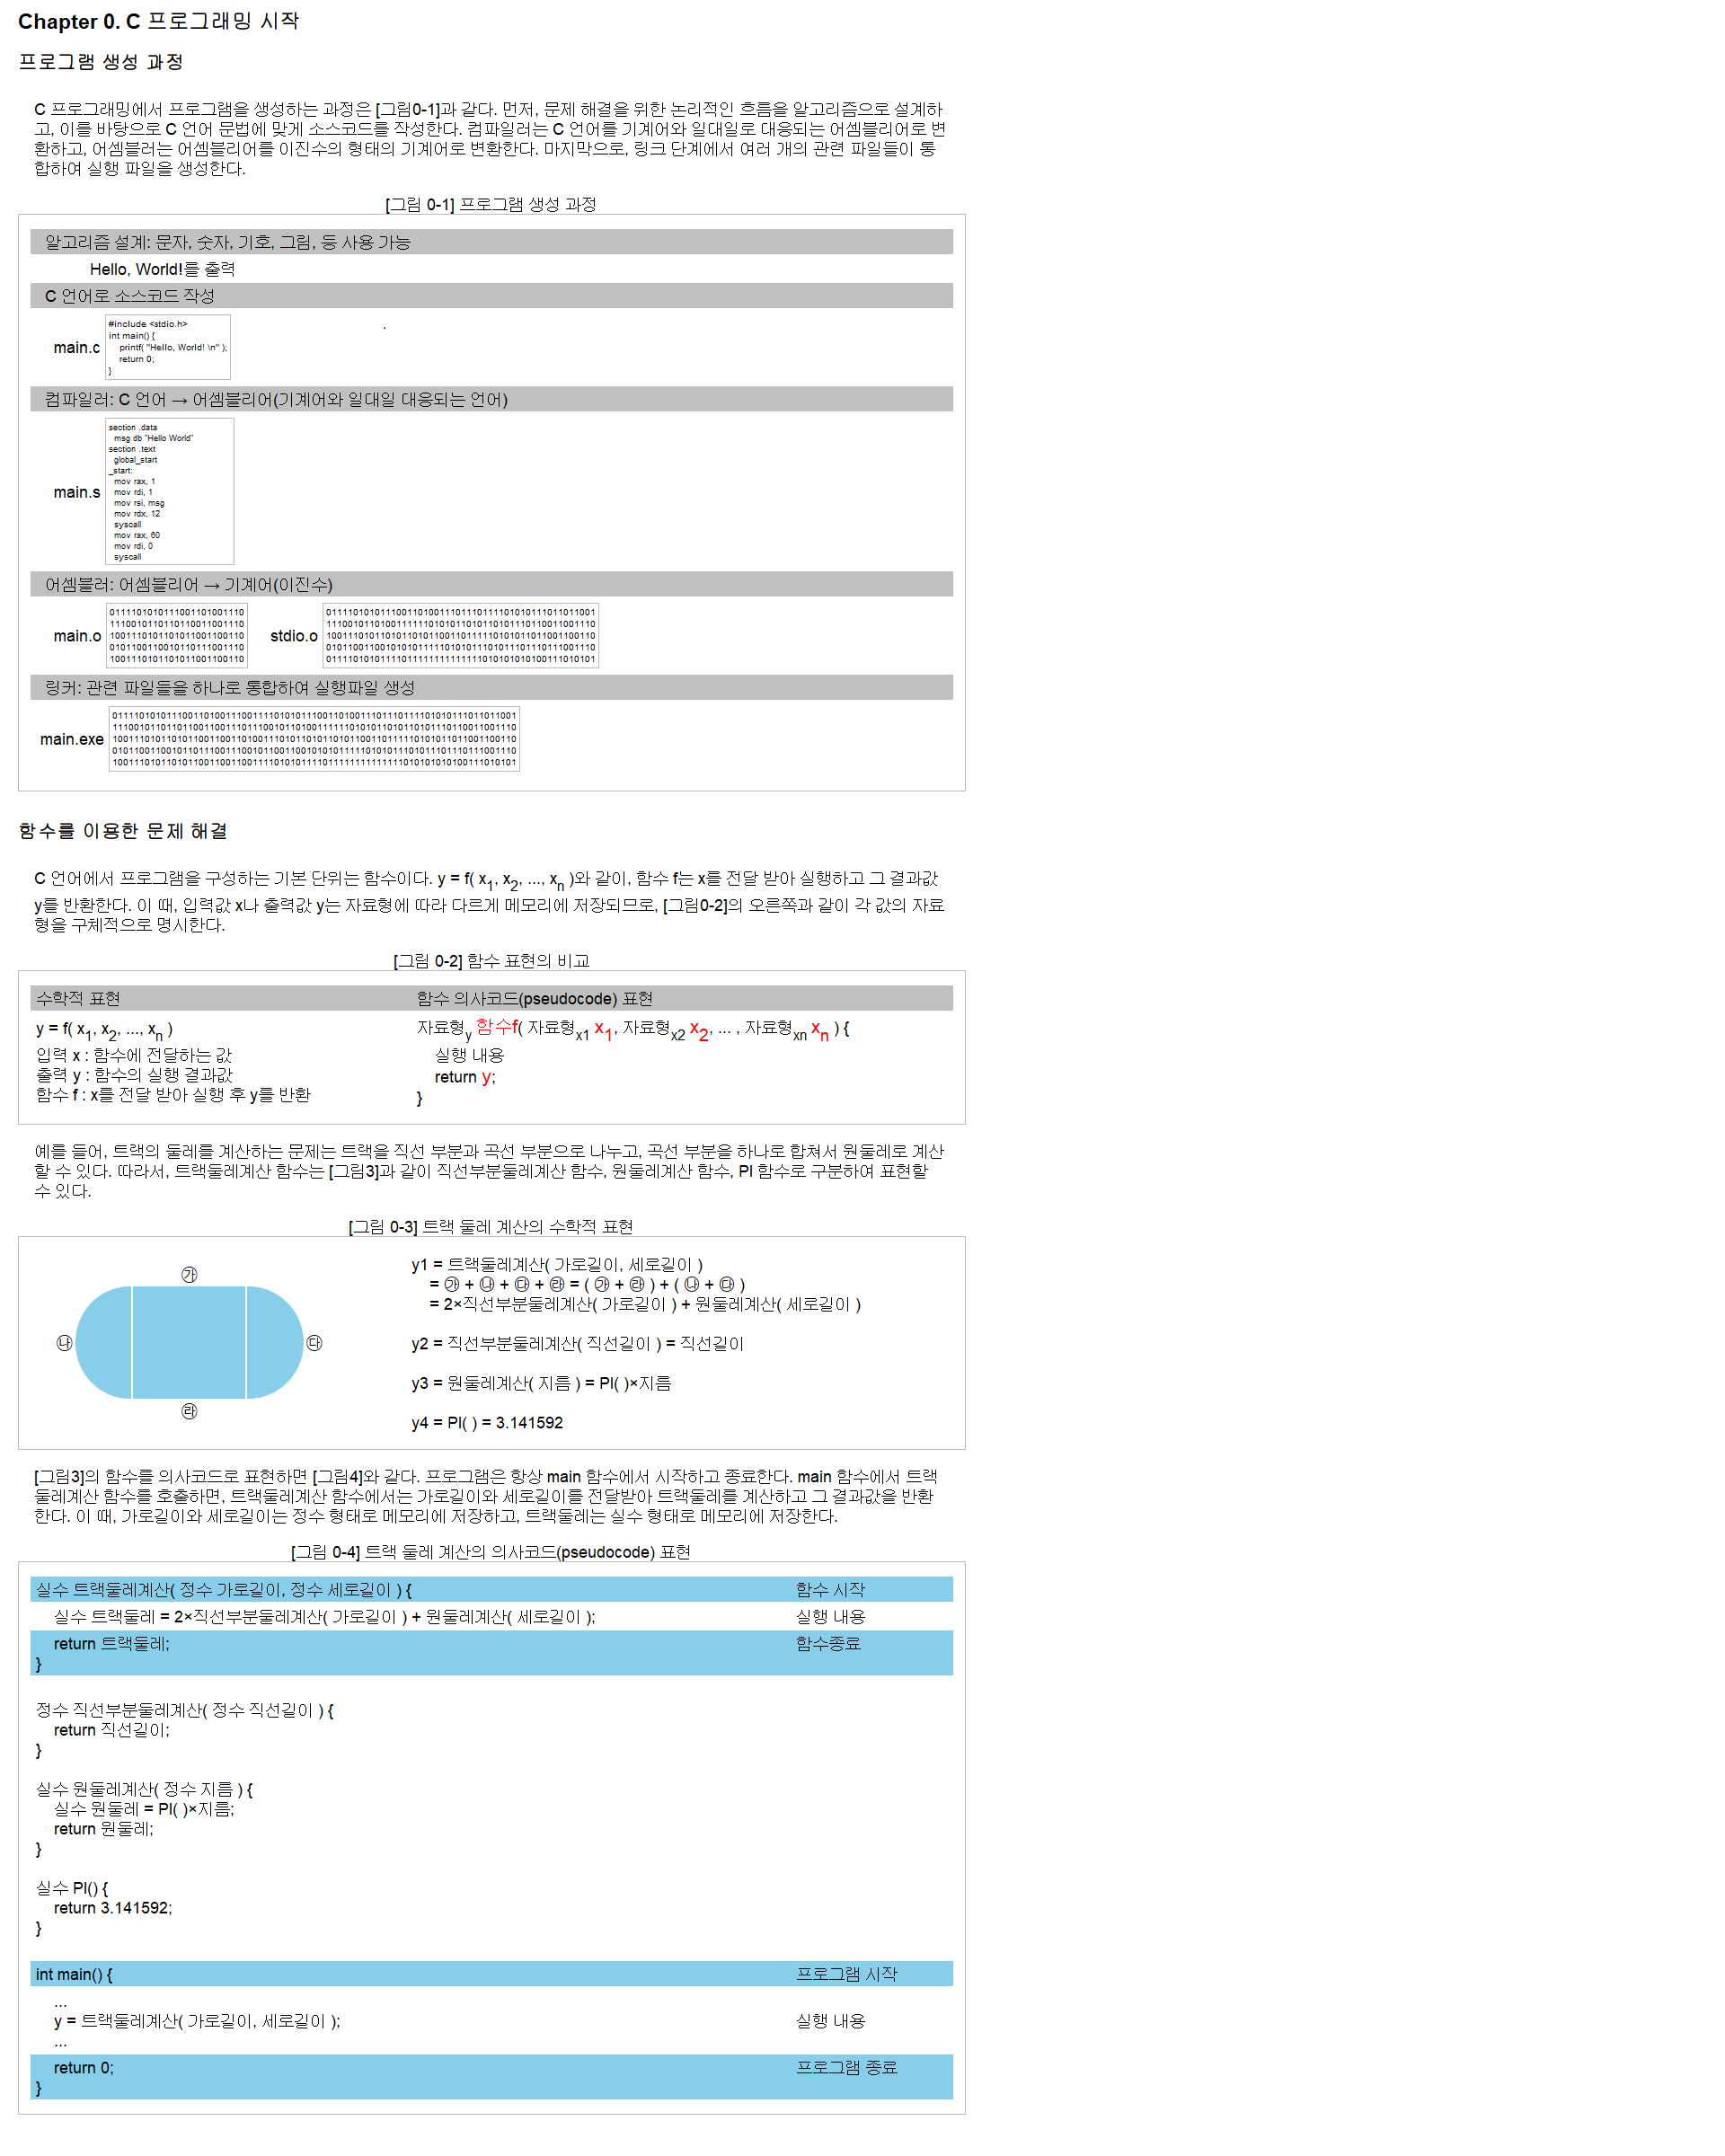 Chapter 0. C 프로그래밍 시작
프로그램 생성 과정
C 프로그래밍에서 프로그램을 생성하는 과정은 [그림0-1]과 같다. 먼저, 문제 해결을 위한 논리적인 흐름을 알고리즘으로 설계하
고, 이를 바탕으로 C 언어 문법에 맞게 소스코드를 작성한다. 컴파일러는 C 언어를 기계어와 일대일로 대응되는 어셈블리어로 변
환하고, 어셈블러는 어셈블리어를 이진수의 형태의 기계어로 변환한다. 마지막으로, 링크 단계에서 여러 개의 관련 파일들이 통
합하여 실행 파일을 생성한다.
[그림 0-1] 프로그램 생성 과정
알고리즘 설계: 문자, 숫자, 기호, 그림, 등 사용 가능
Hello, World!를 출력
C 언어로 소스코드 작성
main.c
#include <stdio.h>
int main() {
printf( "Hello, World! \n" );
return 0;
}
.
컴파일러: C 언어 → 어셈블리어(기계어와 일대일 대응되는 언어)
main.s
section .data
msg db "Hello World"
section .text
global_start
_start:
mov rax, 1
mov rdi, 1
mov rsi, msg
mov rdx, 12
syscall
mov rax, 60
mov rdi, 0
syscall
어셈블러: 어셈블리어 → 기계어(이진수)
main.o
0111101010111001101001110
1110010110110110011001110
1001110101101011001100110
0101100110010110111001110
1001110101101011001100110
stdio.o
링커: 관련 파일들을 하나로 통합하여 실행파일 생성
main.exe
함수를 이용한 문제 해결
C 언어에서 프로그램을 구성하는 기본 단위는 함수이다. y = f( x1, x2, ..., xn )와 같이, 함수 f는 x를 전달 받아 실행하고 그 결과값
y를 반환한다. 이 때, 입력값 x나 출력값 y는 자료형에 따라 다르게 메모리에 저장되므로, [그림0-2]의 오른쪽과 같이 각 값의 자료
형을 구체적으로 명시한다.
[그림 0-2] 함수 표현의 비교
수학적 표현
y = f( x1, x2, ..., xn )
입력 x : 함수에 전달하는 값
출력 y : 함수의 실행 결과값
함수 f : x를 전달 받아 실행 후 y를 반환
함수 의사코드(pseudocode) 표현
자료형y 함수f( 자료형x1 x1, 자료형x2 x2, ... , 자료형xn xn ) {
실행 내용
return y;
}
예를 들어, 트랙의 둘레를 계산하는 문제는 트랙을 직선 부분과 곡선 부분으로 나누고, 곡선 부분을 하나로 합쳐서 원둘레로 계산
할 수 있다. 따라서, 트랙둘레계산 함수는 [그림3]과 같이 직선부분둘레계산 함수, 원둘레계산 함수, PI 함수로 구분하여 표현할
수 있다.
[그림 0-3] 트랙 둘레 계산의 수학적 표현
㉮
㉯
㉰
㉱
y1 = 트랙둘레계산( 가로길이, 세로길이 )
= ㉮ + ㉯ + ㉰ + ㉱ = ( ㉮ + ㉱ ) + ( ㉯ + ㉰ )
= 2×직선부분둘레계산( 가로길이 ) + 원둘레계산( 세로길이 )
y2 = 직선부분둘레계산( 직선길이 ) = 직선길이
y3 = 원둘레계산( 지름 ) = PI( )×지름
y4 = PI( ) = 3.141592
[그림3]의 함수를 의사코드로 표현하면 [그림4]와 같다. 프로그램은 항상 main 함수에서 시작하고 종료한다. main 함수에서 트랙
둘레계산 함수를 호출하면, 트랙둘레계산 함수에서는 가로길이와 세로길이를 전달받아 트랙둘레를 계산하고 그 결과값을 반환
한다. 이 때, 가로길이와 세로길이는 정수 형태로 메모리에 저장하고, 트랙둘레는 실수 형태로 메모리에 저장한다.
[그림 0-4] 트랙 둘레 계산의 의사코드(pseudocode) 표현
실수 트랙둘레계산( 정수 가로길이, 정수 세로길이 ) { 함수 시작
실수 트랙둘레 = 2×직선부분둘레계산( 가로길이 ) + 원둘레계산( 세로길이 ); 실행 내용
return 트랙둘레; 함수종료
}
정수 직선부분둘레계산( 정수 직선길이 ) {
return 직선길이;
}
실수 원둘레계산( 정수 지름 ) {
실수 원둘레 = PI( )×지름;
return 원둘레;
}
실수 PI() {
return 3.141592;
}
int main() { 프로그램 시작
...
y = 트랙둘레계산( 가로길이, 세로길이 ); 실행 내용
...
return 0; 프로그램 종료
}